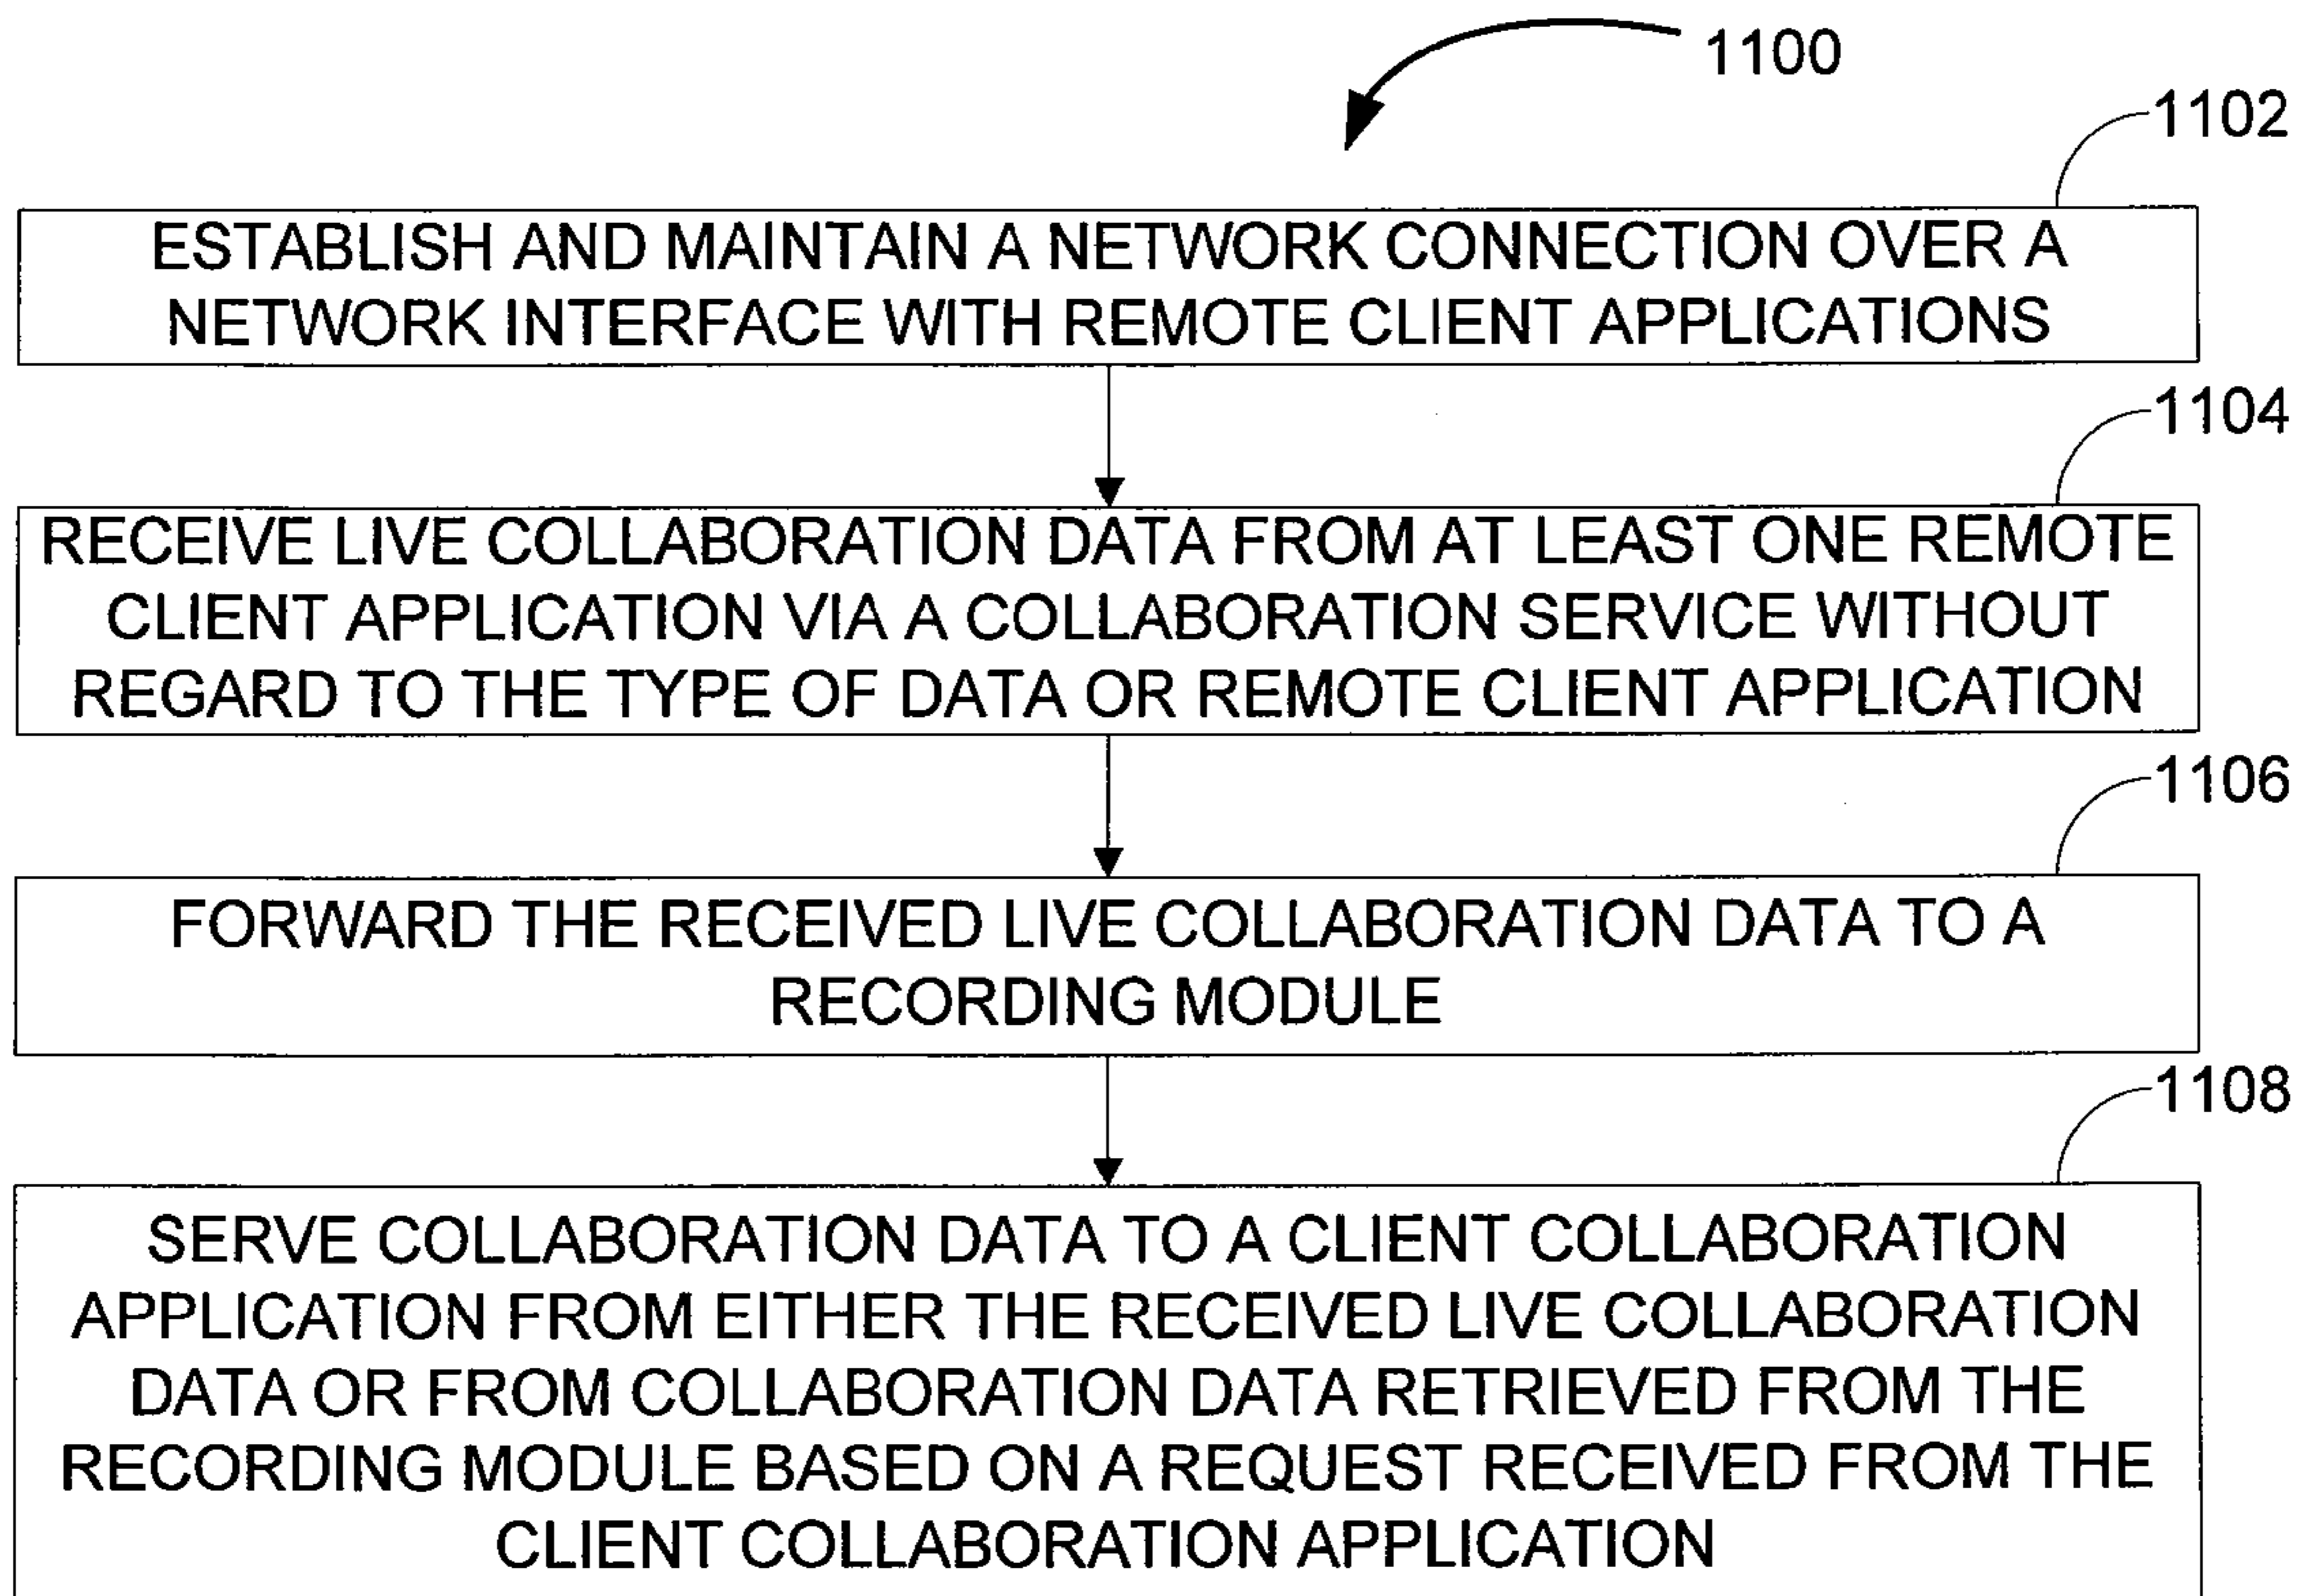 1100
1102
ESTABLISH AND MAINTAIN A NETWORK CONNECTION OVER A
NETWORK INTERFACE WITH REMOTE CLIENT APPLICATIONS
1104
RECEIVE LIVE COLLABORATION DATA FROM AT LEAST ONE REMOTE
CLIENT APPLICATION VIA A COLLABORATION SERVICE WITHOUT
REGARD TO THE TYPE OF DATA OR REMOTE CLIENT APPLICATION
1106
FORWARD THE RECEIVED LIVE COLLABORATION DATA TO A
RECORDING MODULE
1108
SERVE COLLABORATION DATA TO A CLIENT COLLABORATION
APPLICATION FROM EITHER THE RECEIVED LIVE COLLABORATION
DATA OR FROM COLLABORATION DATA RETRIEVED FROM THE
RECORDING MODULE BASED ON A REQUEST RECEIVED FROM THE
CLIENT COLLABORATION APPLICATION